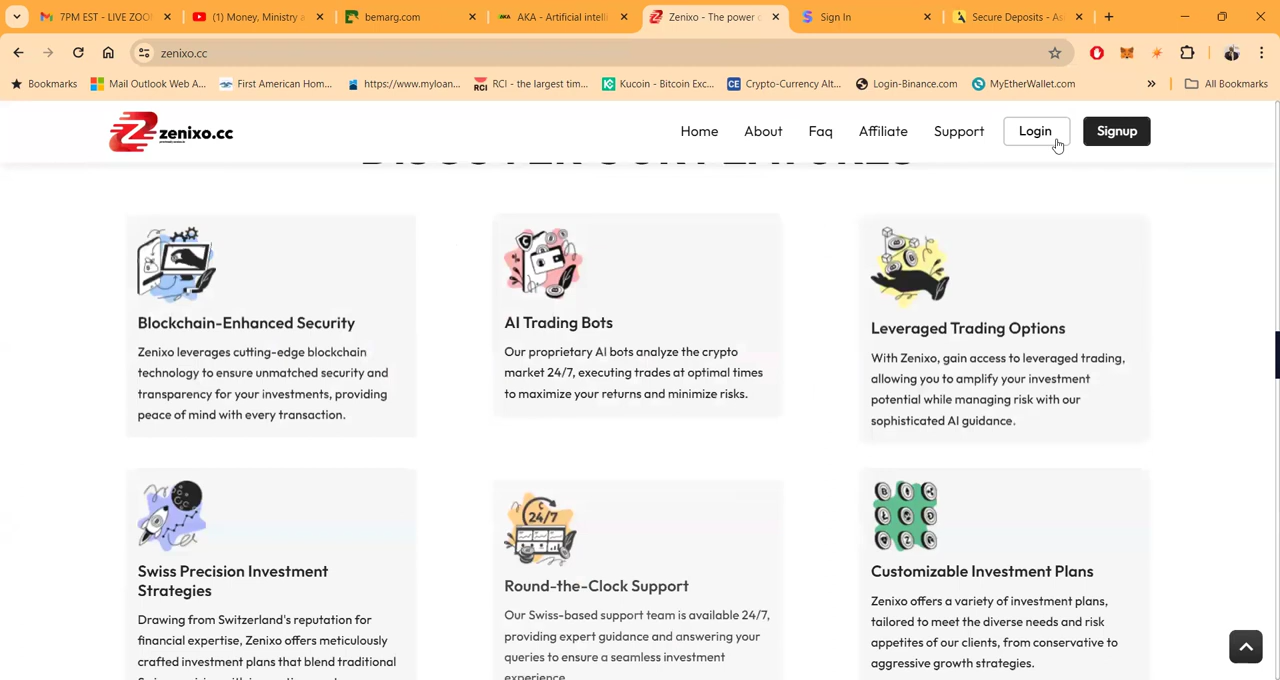 7PM EST - LIVE ZOO
(1) Money, Ministry a
bemarg.com
AKA - Artificial intelli
Zenixo - The power o
Sign In
Secure Deposits - As
zenixo.cc
Bookmarks
Mail Outlook Web A...
First American Hom...
https://www.myloan...
RCI - the largest tim...
Kucoin - Bitcoin Exc...
Crypto-Currency Alt...
Login-Binance.com
MyEtherWallet.com
All Bookmarks
zenixo.cc
Home
About
Faq
Affiliate
Support
Login
Signup
DISCOVER OUR FEATURES
Blockchain-Enhanced Security
Zenixo leverages cutting-edge blockchain
technology to ensure unmatched security and
transparency for your investments, providing
peace of mind with every transaction.
AI Trading Bots
Our proprietary AI bots analyze the crypto
market 24/7, executing trades at optimal times
to maximize your returns and minimize risks.
Leveraged Trading Options
With Zenixo, gain access to leveraged trading,
allowing you to amplify your investment
potential while managing risk with our
sophisticated AI guidance.
Swiss Precision Investment
Strategies
Drawing from Switzerland's reputation for
financial expertise, Zenixo offers meticulously
crafted investment plans that blend traditional
24/7
Round-the-Clock Support
Our Swiss-based support team is available 24/7,
providing expert guidance and answering your
queries to ensure a seamless investment
experience.
Customizable Investment Plans
Zenixo offers a variety of investment plans,
tailored to meet the diverse needs and risk
appetites of our clients, from conservative to
aggressive growth strategies.